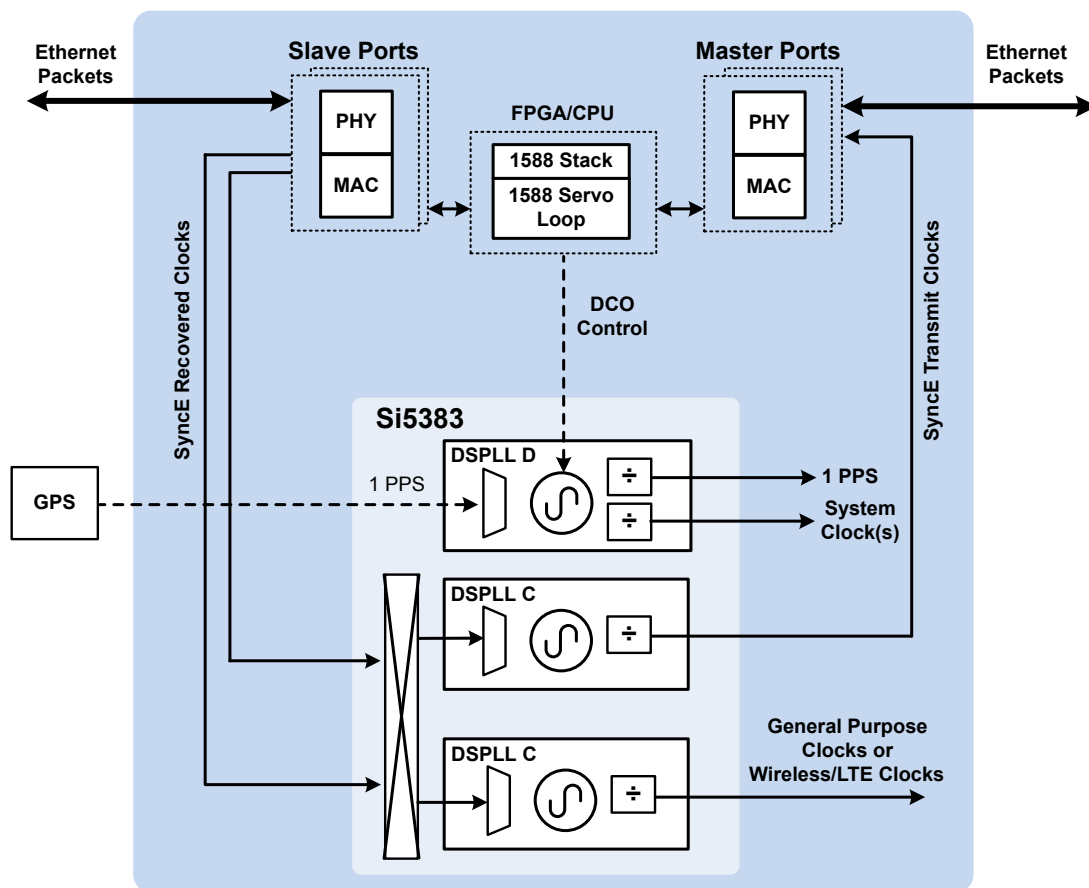 Slave Ports
Master Ports
Ethernet
Packets
Ethernet
Packets
PHY
MAC
FPGA/CPU
1588 Stack
1588 Servo
Loop
PHY
MAC
SyncE Recovered Clocks
DCO
Control
SyncE Transmit Clocks
Si5383
DSPLL D
GPS
1 PPS
÷
÷
1 PPS
System
Clock(s)
DSPLL C
÷
DSPLL C
÷
General Purpose
Clocks or
Wireless/LTE Clocks